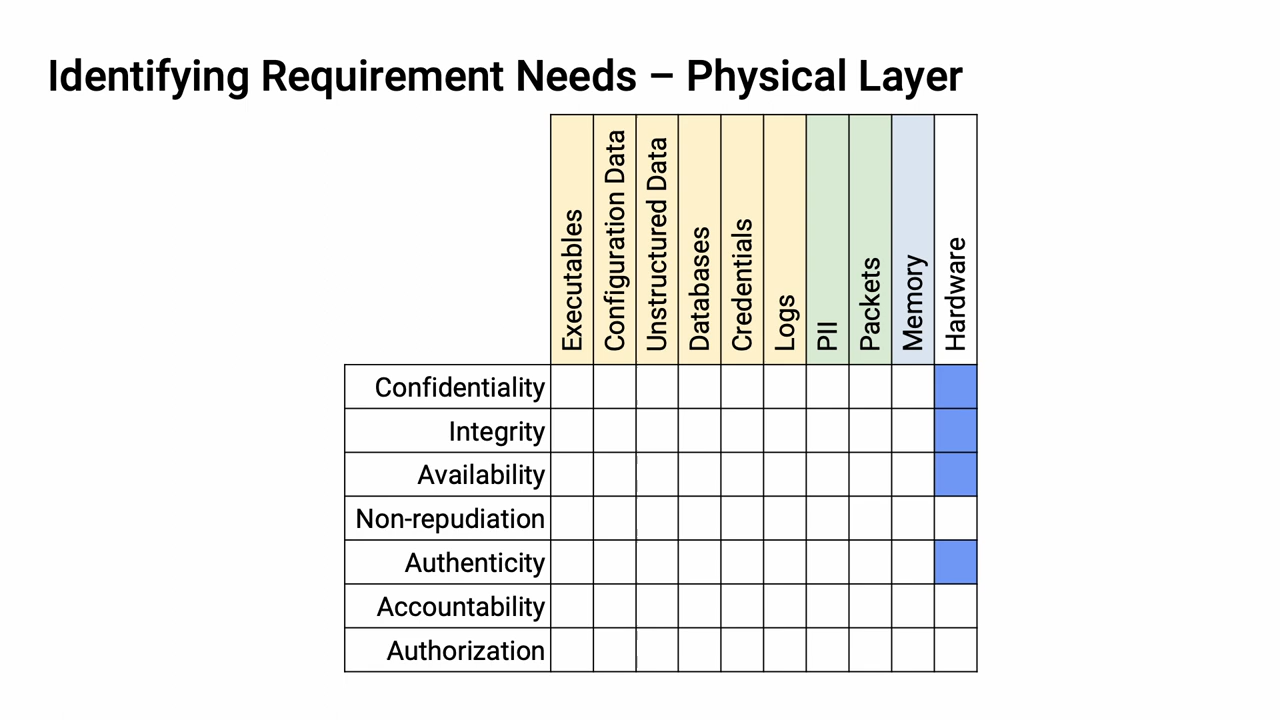 Identifying Requirement Needs – Physical Layer
Executables
Configuration Data
Unstructured Data
Databases
Credentials
Logs
PII
Packets
Memory
Hardware
Confidentiality
Integrity
Availability
Non-repudiation
Authenticity
Accountability
Authorization